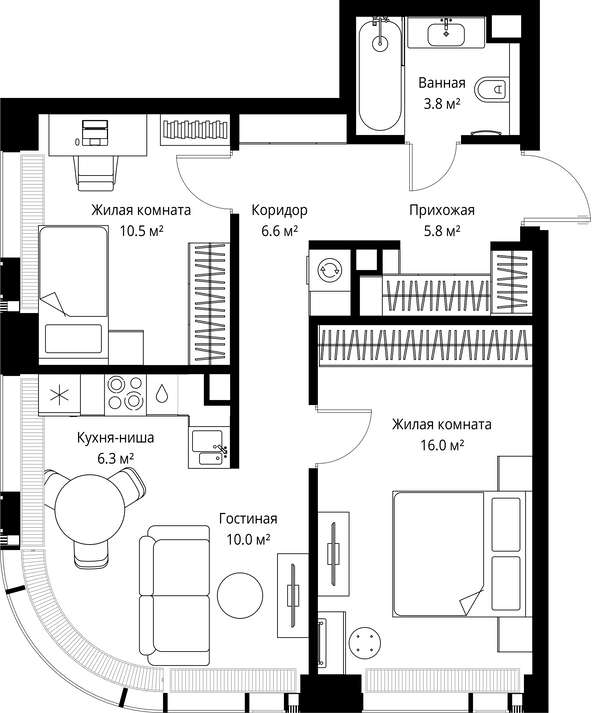 Ванная
3.8 м²
Жилая комната
10.5 м²
Коридор
6.6 м²
Прихожая
5.8 м²
Жилая комната
16.0 м²
Кухня-ниша
6.3 м²
Гостиная
10.0 м²